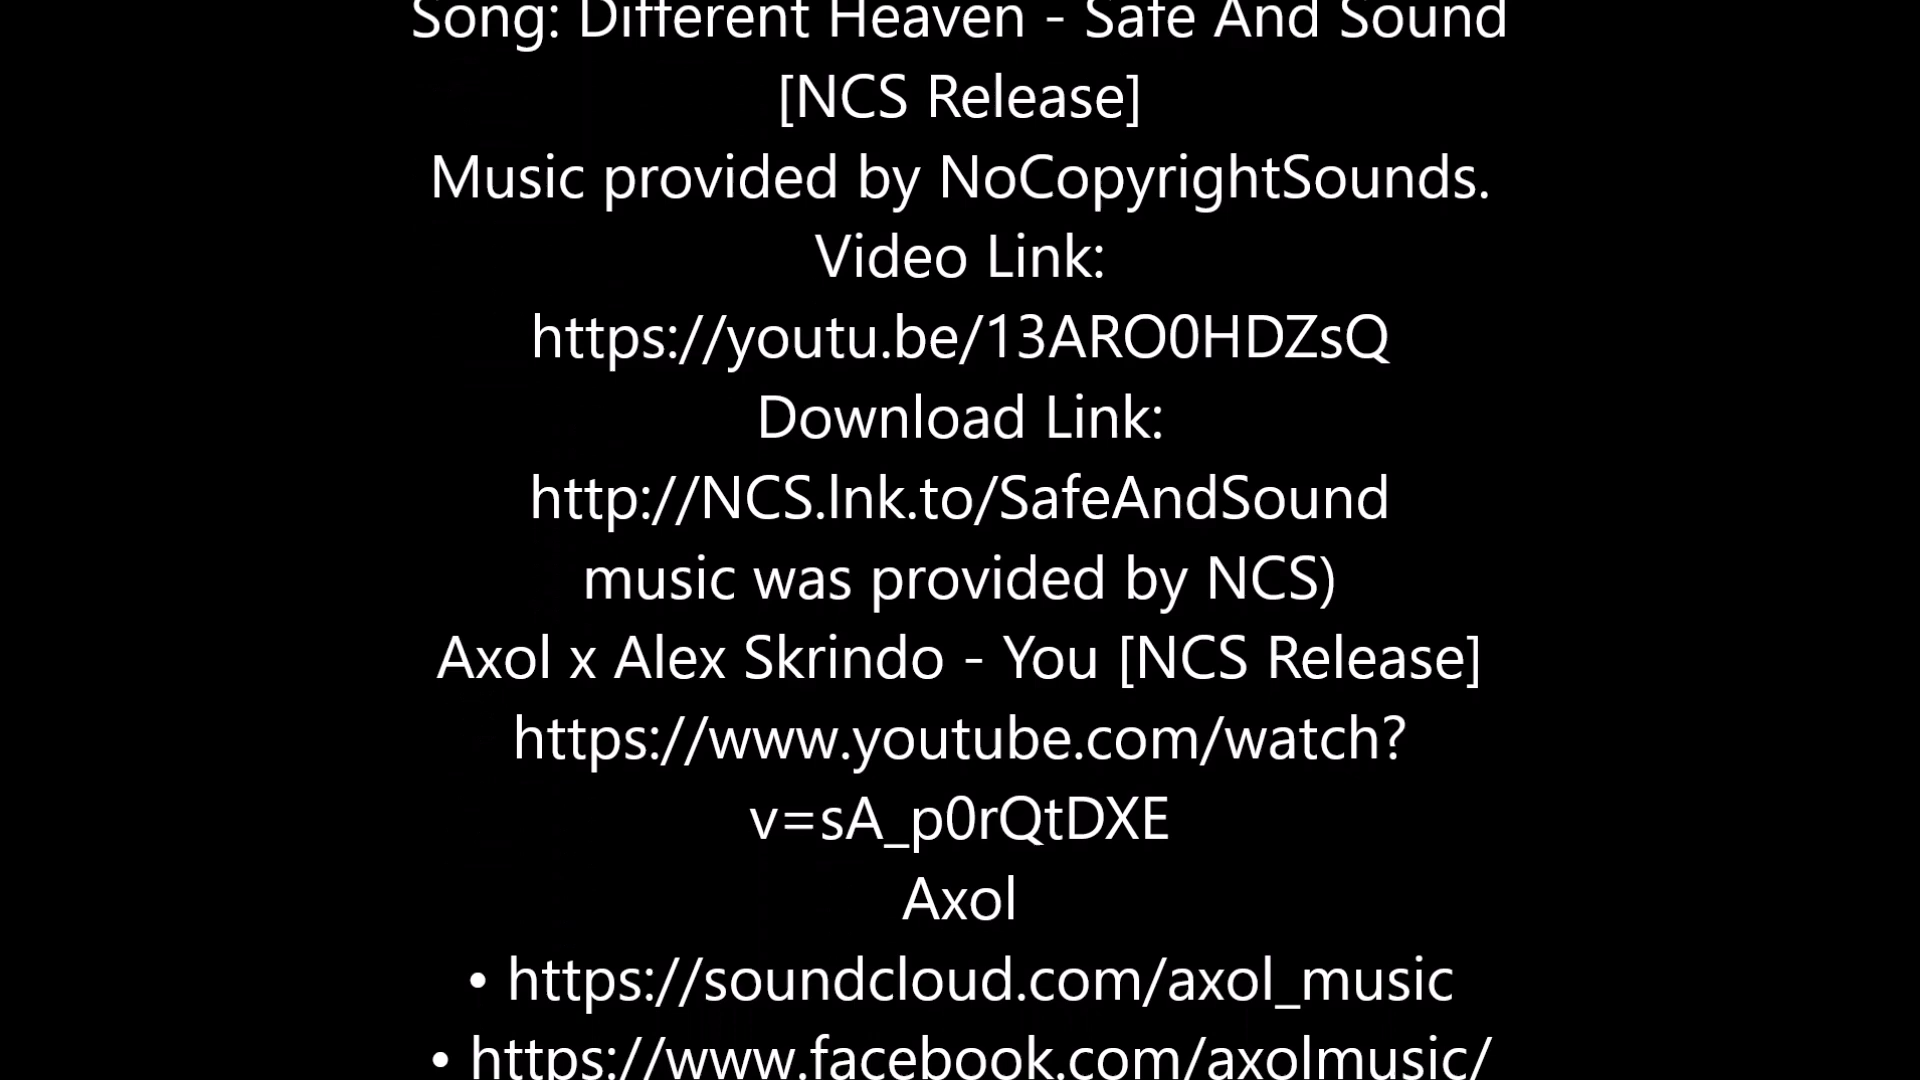 Song: Different Heaven - Safe And Sound
[NCS Release]
Music provided by NoCopyrightSounds.
Video Link:
https://youtu.be/13ARO0HDZsQ
Download Link:
http://NCS.lnk.to/SafeAndSound
music was provided by NCS)
Axol x Alex Skrindo - You [NCS Release]
https://www.youtube.com/watch?
v=sA_p0rQtDXE
Axol
• https://soundcloud.com/axol_music
• https://www.facebook.com/axolmusic/